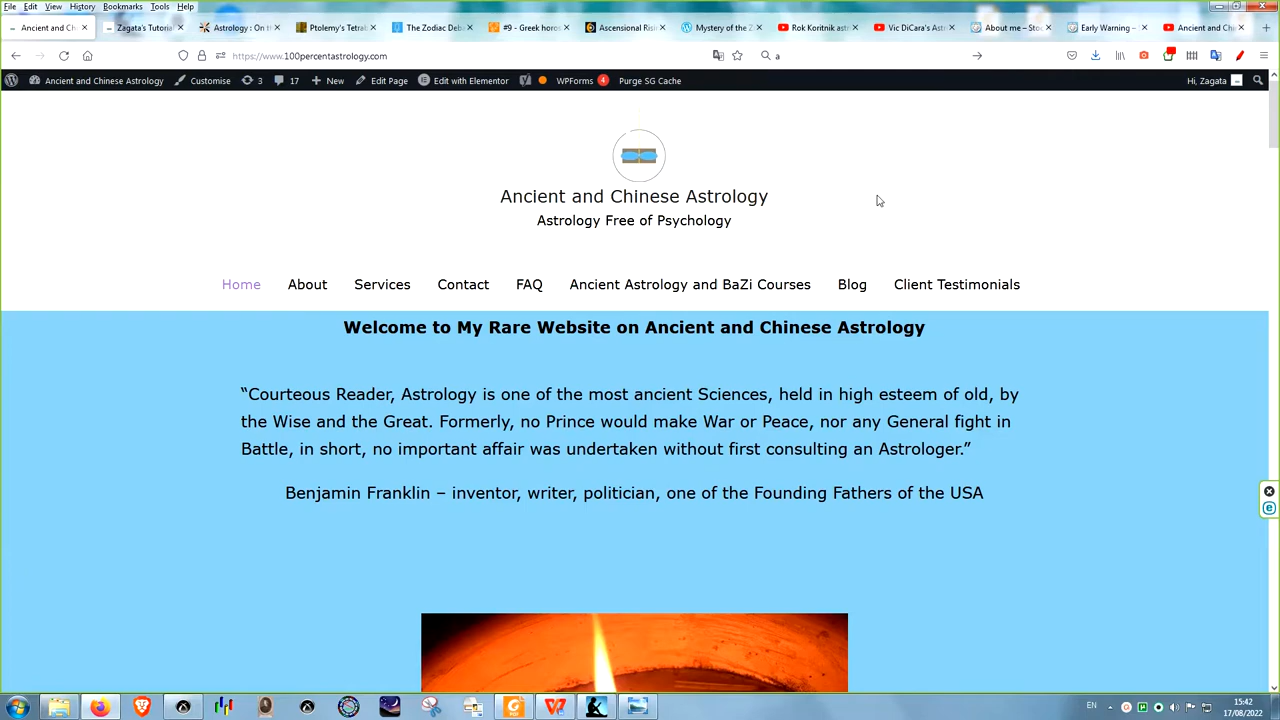 File Edit View History Bookmarks Tools Help
Ancient and Ch
Zagata's Tutoria
Astrology : On t
Ptolemy's Tetral
The Zodiac Deb
#9 - Greek horos
Ascensional Risi
Mystery of the Z
Rok Koritnik astr
Vic DiCara's Ast
About me – Stoc
Early Warning –
Ancient and Chi
https://www.100percentastrology.com
a
Ancient and Chinese Astrology Customise 3 17 New Edit Page Edit with Elementor WPForms 4 Purge SG Cache Hi, Zagata
Ancient and Chinese Astrology
Astrology Free of Psychology
Home About Services Contact FAQ Ancient Astrology and BaZi Courses Blog Client Testimonials
Welcome to My Rare Website on Ancient and Chinese Astrology
“Courteous Reader, Astrology is one of the most ancient Sciences, held in high esteem of old, by
the Wise and the Great. Formerly, no Prince would make War or Peace, nor any General fight in
Battle, in short, no important affair was undertaken without first consulting an Astrologer.”
Benjamin Franklin – inventor, writer, politician, one of the Founding Fathers of the USA
EN
15:42
17/08/2022